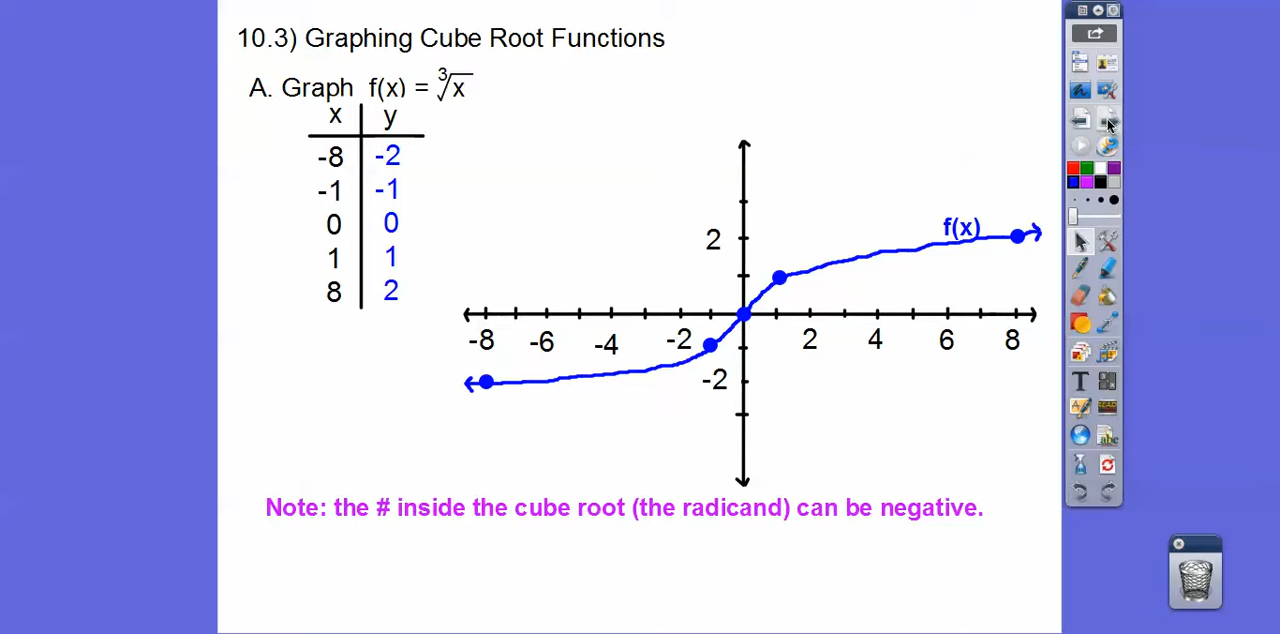 10.3) Graphing Cube Root Functions
A. Graph f(x) = ∛x
x y
-8 -2
-1 -1
0 0
1 1
8 2
f(x)
2
-8 -6 -4 -2 2 4 6 8
-2
Note: the # inside the cube root (the radicand) can be negative.
T
abc